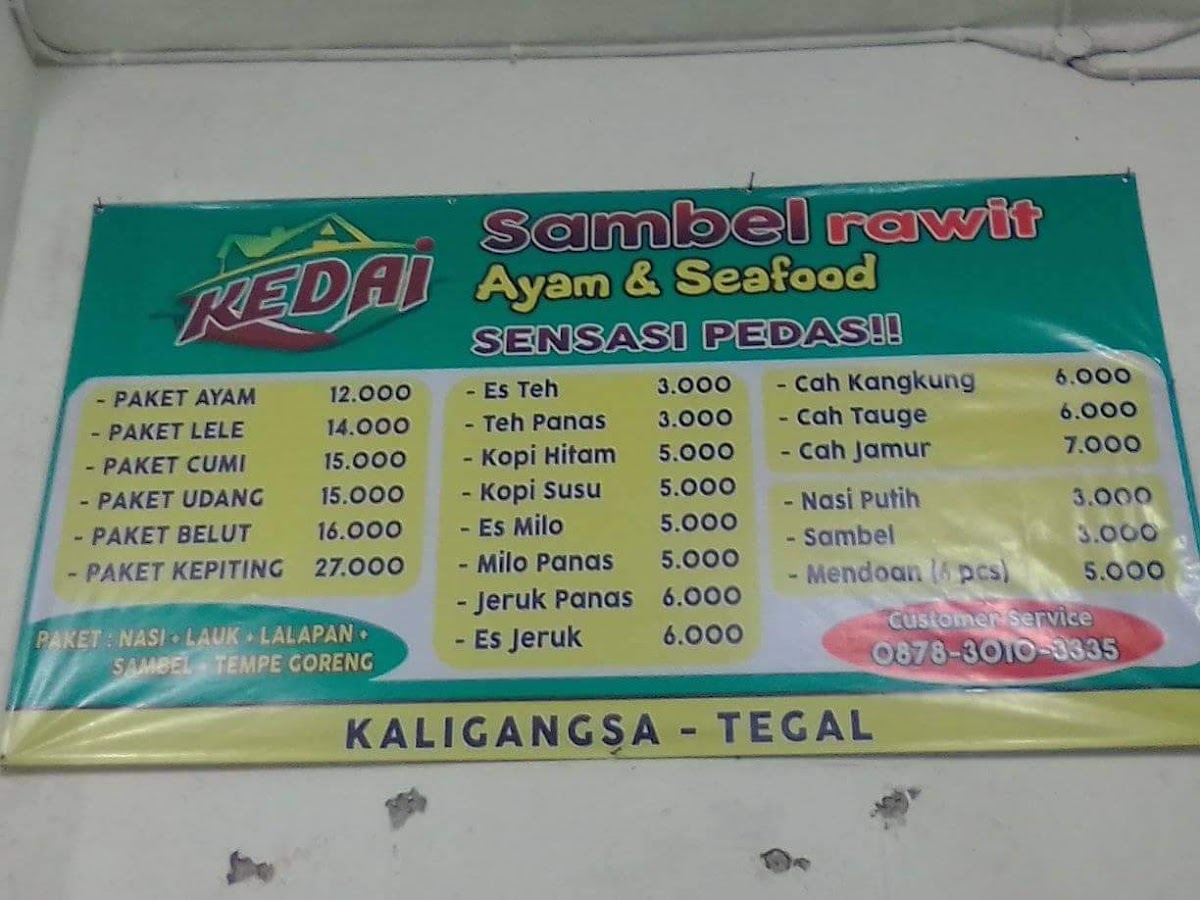 KEDAI
Sambel rawit
Ayam & Seafood
SENSASI PEDAS!!
- PAKET AYAM 12.000
- PAKET LELE 14.000
- PAKET CUMI 15.000
- PAKET UDANG 15.000
- PAKET BELUT 16.000
- PAKET KEPITING 27.000
PAKET : NASI + LAUK + LALAPAN +
SAMBEL + TEMPE GORENG
- Es Teh 3.000
- Teh Panas 3.000
- Kopi Hitam 5.000
- Kopi Susu 5.000
- Es Milo 5.000
- Milo Panas 5.000
- Jeruk Panas 6.000
- Es Jeruk 6.000
- Cah Kangkung 6.000
- Cah Tauge 6.000
- Cah Jamur 7.000
- Nasi Putih 3.000
- Sambel 3.000
- Mendoan pcs) 5.000
Customer Service
0878-3010-3335
KALIGANGSA - TEGAL